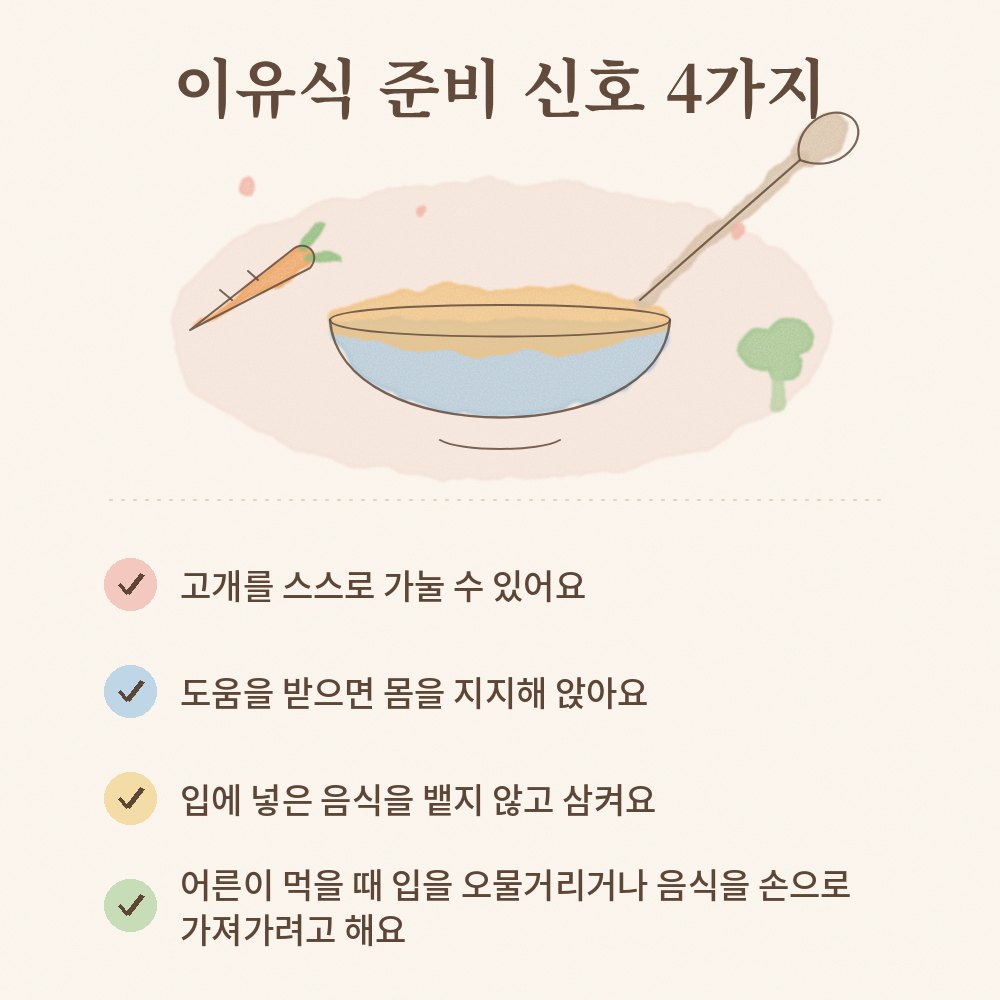 이유식 준비 신호 4가지
고개를 스스로 가눌 수 있어요
도움을 받으면 몸을 지지해 앉아요
입에 넣은 음식을 뱉지 않고 삼켜요
어른이 먹을 때 입을 오물거리거나 음식을 손으로
가져가려고 해요